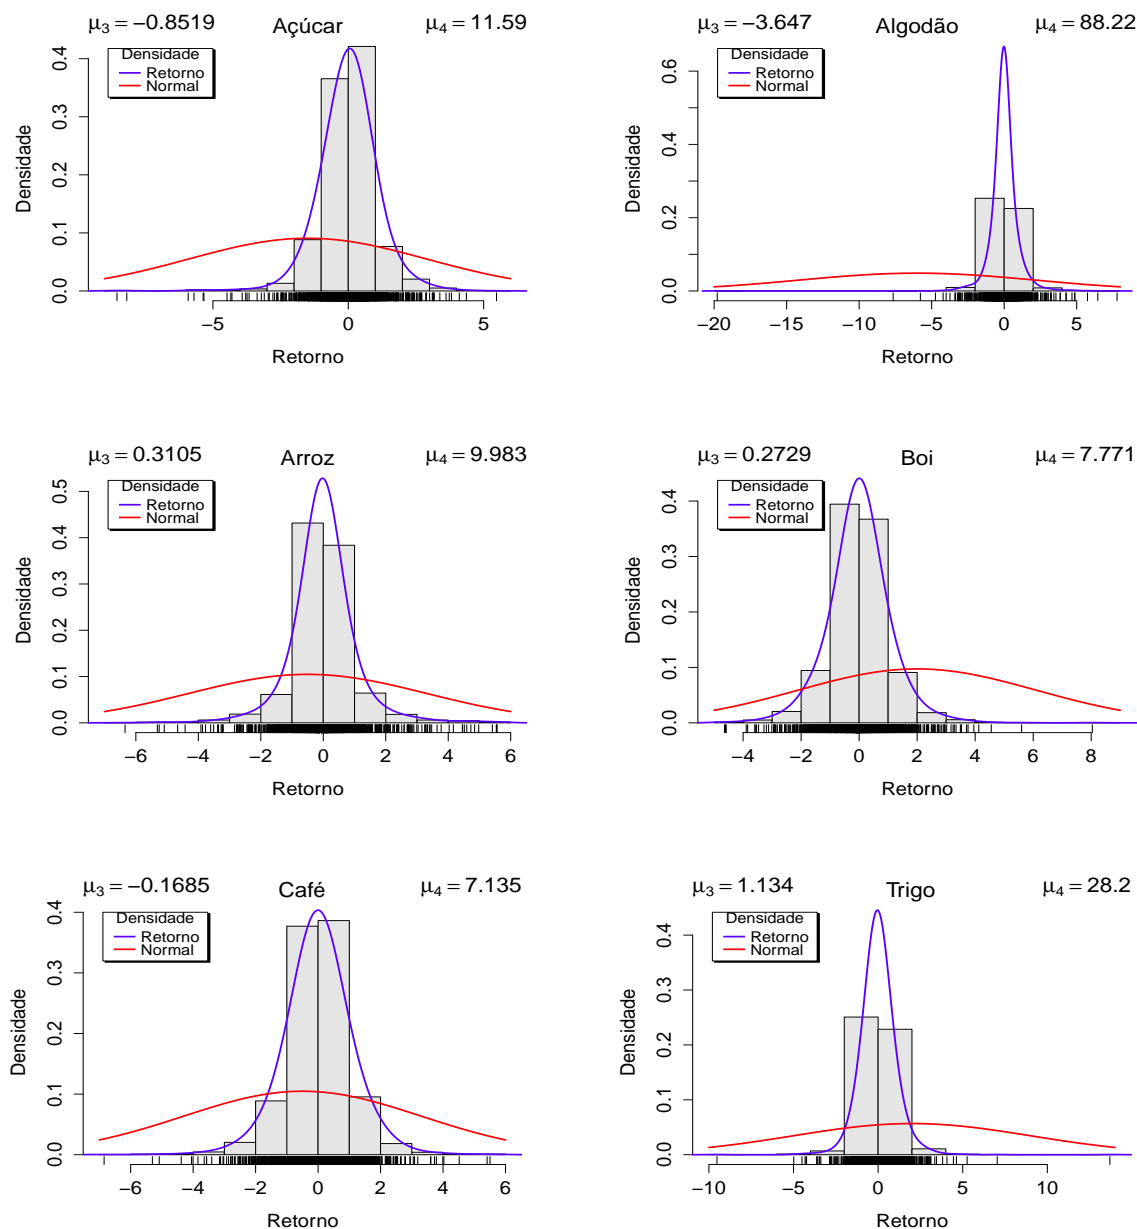 μ3 = −0.8519 Açúcar μ4 = 11.59
Densidade
Retorno
Normal
Densidade
0.0 0.1 0.2 0.3 0.4
−5 0 5
Retorno
μ3 = −3.647 Algodão μ4 = 88.22
Densidade
Retorno
Normal
Densidade
0.0 0.2 0.4 0.6
−20 −15 −10 −5 0 5
Retorno
μ3 = 0.3105 Arroz μ4 = 9.983
Densidade
Retorno
Normal
Densidade
0.0 0.1 0.2 0.3 0.4 0.5
−6 −4 −2 0 2 4 6
Retorno
μ3 = 0.2729 Boi μ4 = 7.771
Densidade
Retorno
Normal
Densidade
0.0 0.1 0.2 0.3 0.4
−4 −2 0 2 4 6 8
Retorno
μ3 = −0.1685 Café μ4 = 7.135
Densidade
Retorno
Normal
Densidade
0.0 0.1 0.2 0.3 0.4
−6 −4 −2 0 2 4 6
Retorno
μ3 = 1.134 Trigo μ4 = 28.2
Densidade
Retorno
Normal
Densidade
0.0 0.1 0.2 0.3 0.4
−10 −5 0 5 10
Retorno